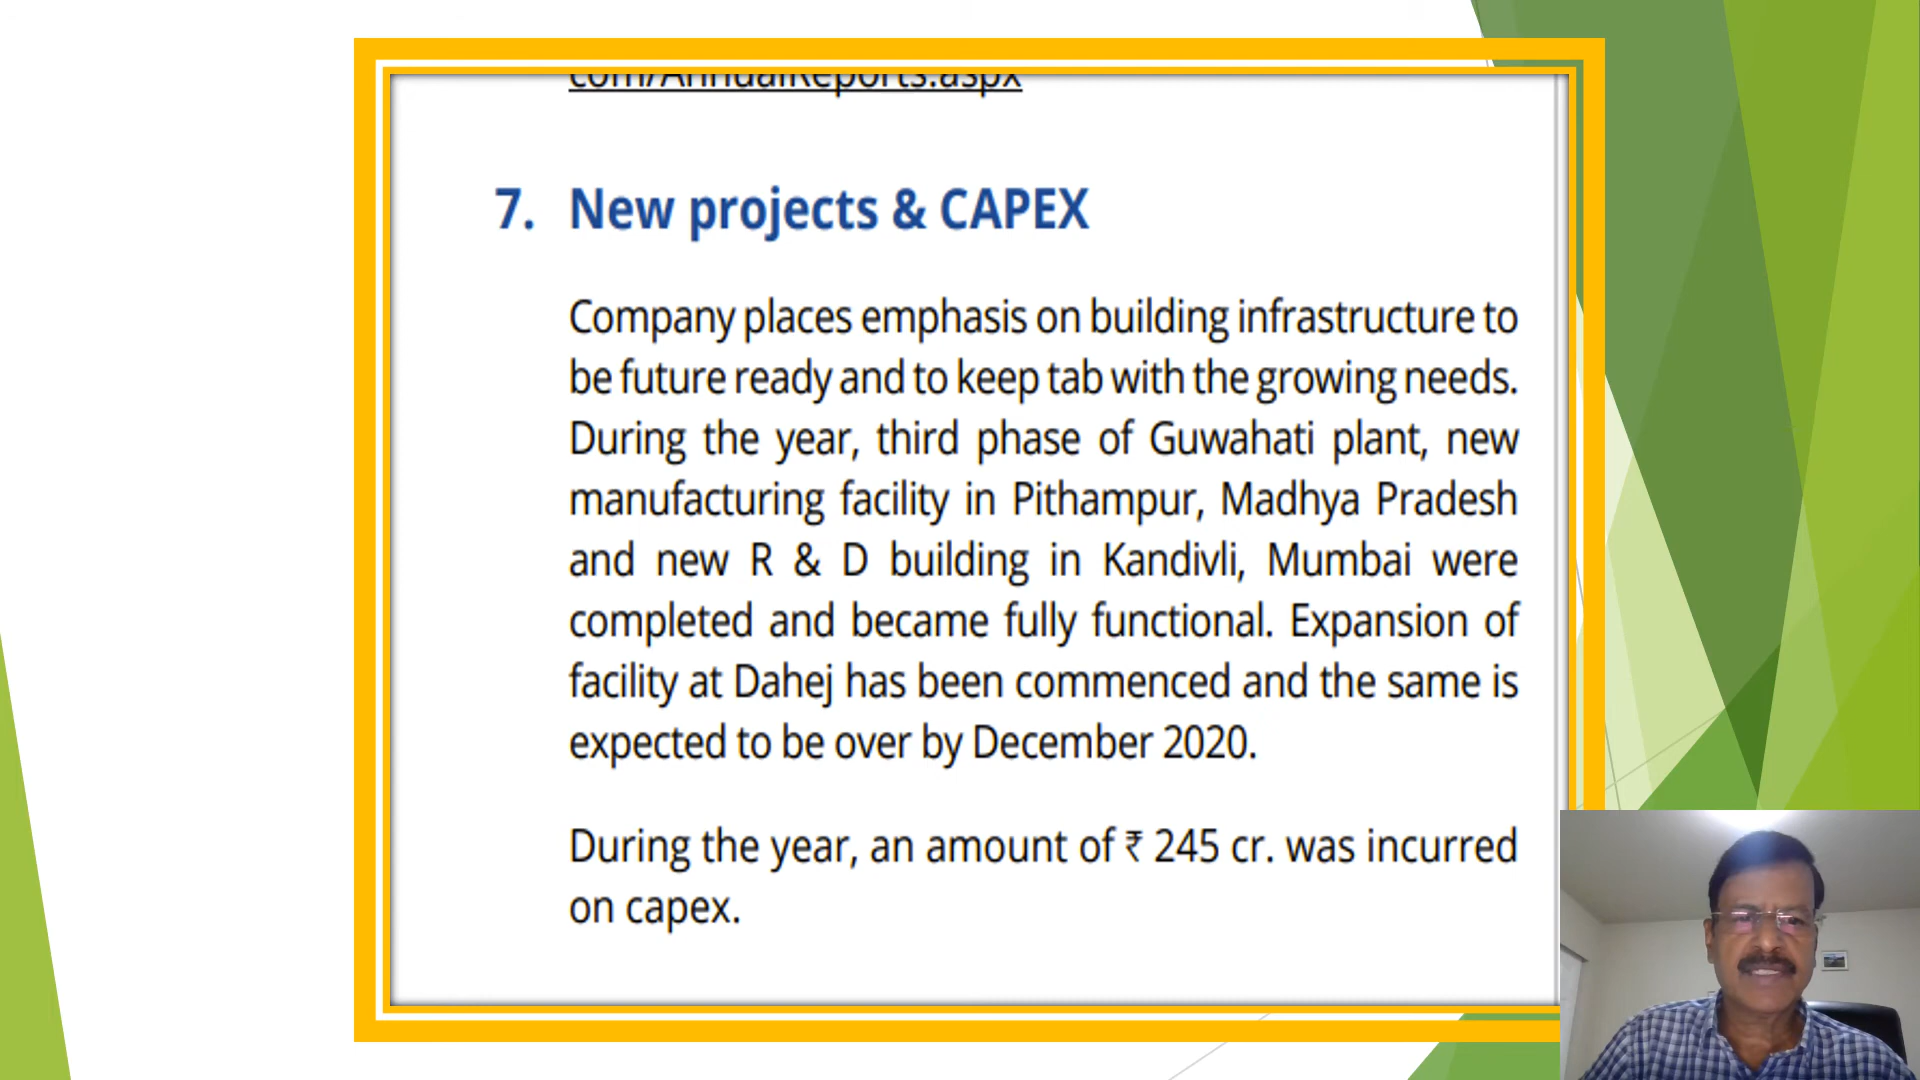 com/AnnualReports.aspx
7. New projects & CAPEX
Company places emphasis on building infrastructure to
be future ready and to keep tab with the growing needs.
During the year, third phase of Guwahati plant, new
manufacturing facility in Pithampur, Madhya Pradesh
and new R & D building in Kandivli, Mumbai were
completed and became fully functional. Expansion of
facility at Dahej has been commenced and the same is
expected to be over by December 2020.
During the year, an amount of ₹ 245 cr. was incurred
on capex.